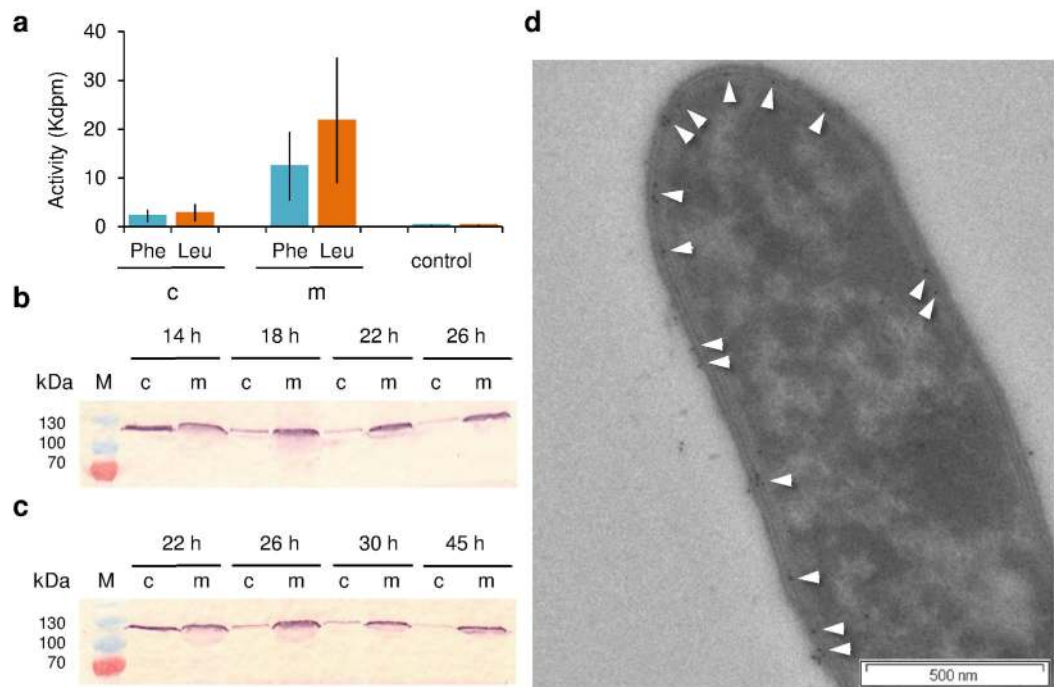 a
40
30
20
10
0
Activity (Kdpm)
Phe Leu Phe Leu control
c m
b
14 h 18 h 22 h 26 h
kDa M c m c m c m c m
130
100
70
c
22 h 26 h 30 h 45 h
kDa M c m c m c m c m
130
100
70
d
500 nm